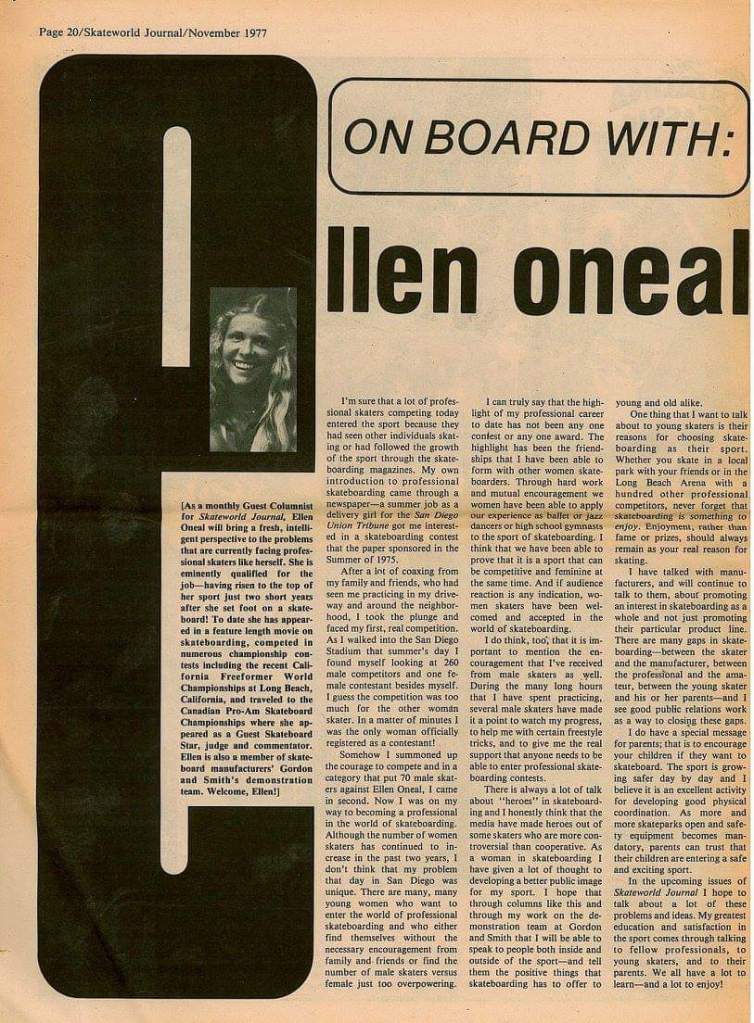 Page 20/Skateworld Journal/November 1977
ON BOARD WITH:
Ellen oneal
[As a monthly Guest Columnist
for Skateworld Journal, Ellen
Oneal will bring a fresh, intelli-
gent perspective to the problems
that are currently facing profes-
sional skaters like herself. She is
eminently qualified for the
job—having risen to the top of
her sport just two short years
after she set foot on a skate-
board! To date she has appear-
ed in a feature length movie on
skateboarding, competed in
numerous championship con-
tests including the recent Cali-
fornia Freeformer World
Championships at Long Beach,
California, and traveled to the
Canadian Pro-Am Skateboard
Championships where she ap-
peared as a Guest Skateboard
Star, judge and commentator.
Ellen is also a member of skate-
board manufacturers' Gordon
and Smith's demonstration
team. Welcome, Ellen!]
I'm sure that a lot of profes-
sional skaters competing today
entered the sport because they
had seen other individuals skat-
ing or had followed the growth
of the sport through the skate-
boarding magazines. My own
introduction to professional
skateboarding came through a
newspaper—a summer job as a
delivery girl for the San Diego
Union Tribune got me interest-
ed in a skateboarding contest
that the paper sponsored in the
Summer of 1975.
After a lot of coaxing from
my family and friends, who had
seen me practicing in my drive-
way and around the neighbor-
hood, I took the plunge and
faced my first, real competition.
As I walked into the San Diego
Stadium that summer's day I
found myself looking at 260
male competitors and one fe-
male contestant besides myself.
I guess the competition was too
much for the other woman
skater. In a matter of minutes I
was the only woman officially
registered as a contestant!
Somehow I summoned up
the courage to compete and in a
category that put 70 male skat-
ers against Ellen Oneal, I came
in second. Now I was on my
way to becoming a professional
in the world of skateboarding.
Although the number of women
skaters has continued to in-
crease in the past two years, I
don't think that my problem
that day in San Diego was
unique. There are many, many
young women who want to
enter the world of professional
skateboarding and who either
find themselves without the
necessary encouragement from
family and friends or find the
number of male skaters versus
female just too overpowering.
I can truly say that the high-
light of my professional career
to date has not been any one
contest or any one award. The
highlight has been the friend-
ships that I have been able to
form with other women skate-
boarders. Through hard work
and mutual encouragement we
women have been able to apply
our experience as ballet or jazz
dancers or high school gymnasts
to the sport of skateboarding. I
think that we have been able to
prove that it is a sport that can
be competitive and feminine at
the same time. And if audience
reaction is any indication, wo-
men skaters have been wel-
comed and accepted in the
world of skateboarding.
I do think, too, that it is im-
portant to mention the en-
couragement that I've received
from male skaters as well.
During the many long hours
that I have spent practicing,
several male skaters have made
it a point to watch my progress,
to help me with certain freestyle
tricks, and to give me the real
support that anyone needs to be
able to enter professional skate-
boarding contests.
There is always a lot of talk
about "heroes" in skateboard-
ing and I honestly think that the
media have made heroes out of
some skaters who are more con-
troversial than cooperative. As
a woman in skateboarding I
have given a lot of thought to
developing a better public image
for my sport. I hope that
through columns like this and
through my work on the de-
monstration team at Gordon
and Smith that I will be able to
speak to people both inside and
outside of the sport—and tell
them the positive things that
skateboarding has to offer to
young and old alike.
One thing that I want to talk
about to young skaters is their
reasons for choosing skate-
boarding as their sport.
Whether you skate in a local
park with your friends or in the
Long Beach Arena with a
hundred other professional
competitors, never forget that
skateboarding is something to
enjoy. Enjoyment, rather than
fame or prizes, should always
remain as your real reason for
skating.
I have talked with manu-
facturers, and will continue to
talk to them, about promoting
an interest in skateboarding as a
whole and not just promoting
their particular product line.
There are many gaps in skate-
boarding—between the skater
and the manufacturer, between
the professional and the ama-
teur, between the young skater
and his or her parents—and I
see good public relations work
as a way to closing these gaps.
I do have a special message
for parents; that is to encourage
your children if they want to
skateboard. The sport is grow-
ing safer day by day and I
believe it is an excellent activity
for developing good physical
coordination. As more and
more skateparks open and safe-
ty equipment becomes man-
datory, parents can trust that
their children are entering a safe
and exciting sport.
In the upcoming issues of
Skateworld Journal I hope to
talk about a lot of these
problems and ideas. My greatest
education and satisfaction in
the sport comes through talking
to fellow professionals, to
young skaters, and to their
parents. We all have a lot to
learn—and a lot to enjoy!